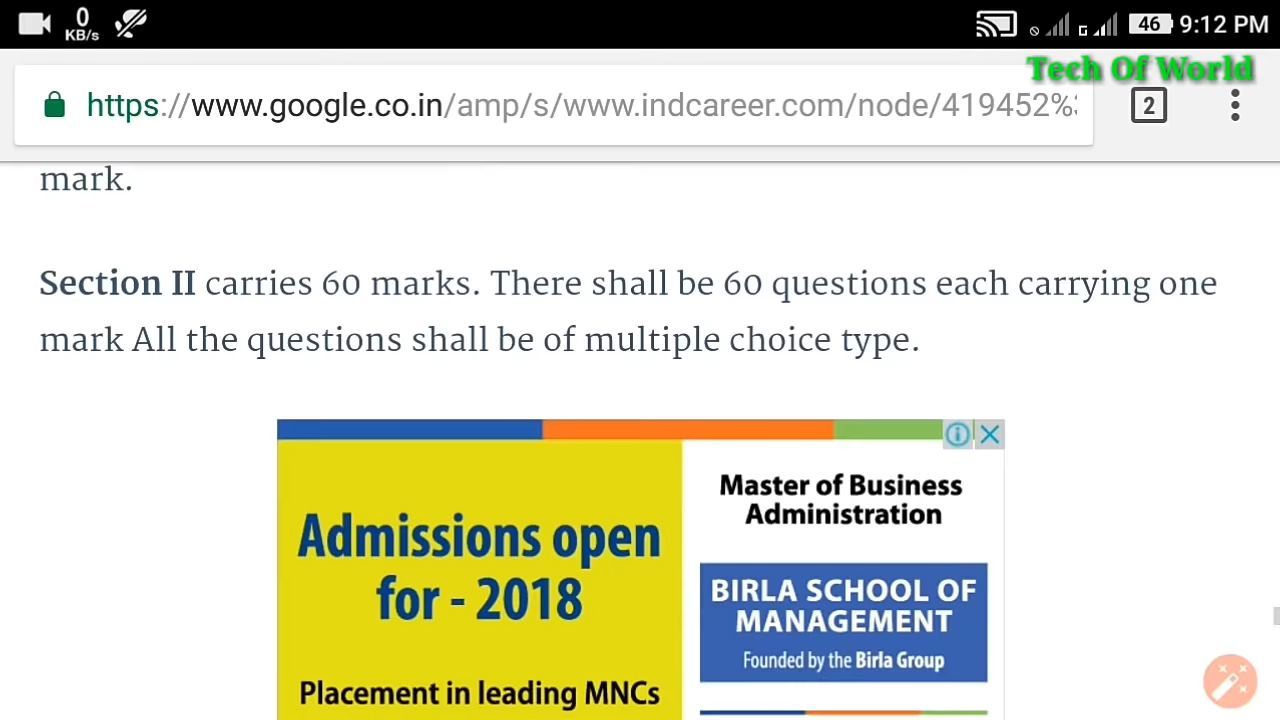 0
KB/s
46
9:12 PM
Tech Of World
https://www.google.co.in/amp/s/www.indcareer.com/node/419452%
2
mark.
Section II carries 60 marks. There shall be 60 questions each carrying one
mark All the questions shall be of multiple choice type.
Admissions open
for - 2018
Placement in leading MNCs
Master of Business
Administration
BIRLA SCHOOL OF
MANAGEMENT
Founded by the Birla Group